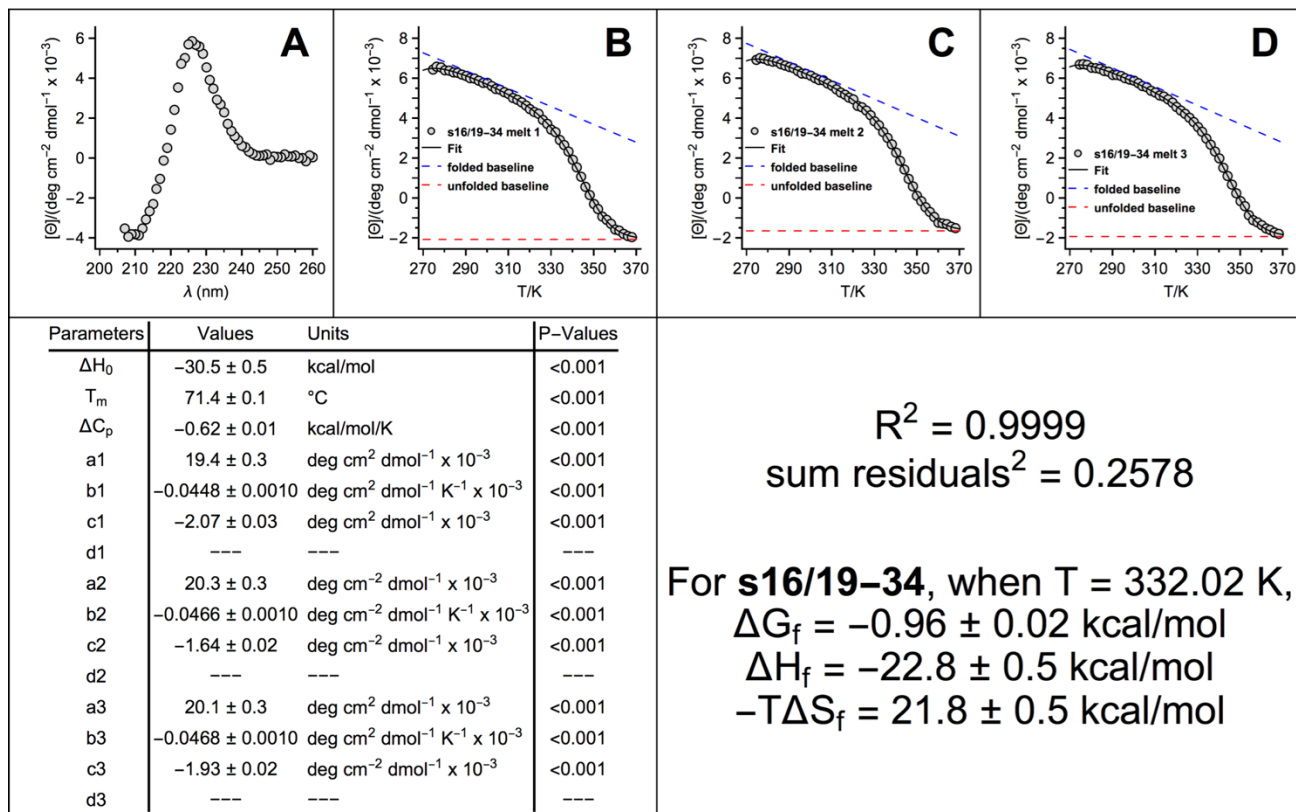 A
[Θ]/(deg cm² dmol⁻¹ x 10⁻³)
6
4
2
0
−2
−4
200 210 220 230 240 250 260
λ (nm)
B
[Θ]/(deg cm⁻² dmol⁻¹ x 10⁻³)
8
6
4
2
0
−2
s16/19−34 melt 1
Fit
folded baseline
unfolded baseline
270 290 310 330 350 370
T/K
C
[Θ]/(deg cm⁻² dmol⁻¹ x 10⁻³)
8
6
4
2
0
−2
s16/19−34 melt 2
Fit
folded baseline
unfolded baseline
270 290 310 330 350 370
T/K
D
[Θ]/(deg cm⁻² dmol⁻¹ x 10⁻³)
8
6
4
2
0
−2
s16/19−34 melt 3
Fit
folded baseline
unfolded baseline
270 290 310 330 350 370
T/K
Parameters Values Units P−Values
ΔH₀ −30.5 ± 0.5 kcal/mol <0.001
Tₘ 71.4 ± 0.1 °C <0.001
ΔCₚ −0.62 ± 0.01 kcal/mol/K <0.001
a1 19.4 ± 0.3 deg cm² dmol⁻¹ x 10⁻³ <0.001
b1 −0.0448 ± 0.0010 deg cm² dmol⁻¹ K⁻¹ x 10⁻³ <0.001
c1 −2.07 ± 0.03 deg cm² dmol⁻¹ x 10⁻³ <0.001
d1 −−− −−− −−−
a2 20.3 ± 0.3 deg cm⁻² dmol⁻¹ x 10⁻³ <0.001
b2 −0.0466 ± 0.0010 deg cm⁻² dmol⁻¹ K⁻¹ x 10⁻³ <0.001
c2 −1.64 ± 0.02 deg cm⁻² dmol⁻¹ x 10⁻³ <0.001
d2 −−− −−− −−−
a3 20.1 ± 0.3 deg cm² dmol⁻¹ x 10⁻³ <0.001
b3 −0.0468 ± 0.0010 deg cm² dmol⁻¹ K⁻¹ x 10⁻³ <0.001
c3 −1.93 ± 0.02 deg cm² dmol⁻¹ x 10⁻³ <0.001
d3 −−− −−− −−−
R² = 0.9999
sum residuals² = 0.2578
For s16/19−34, when T = 332.02 K,
ΔG_f = −0.96 ± 0.02 kcal/mol
ΔH_f = −22.8 ± 0.5 kcal/mol
−TΔS_f = 21.8 ± 0.5 kcal/mol